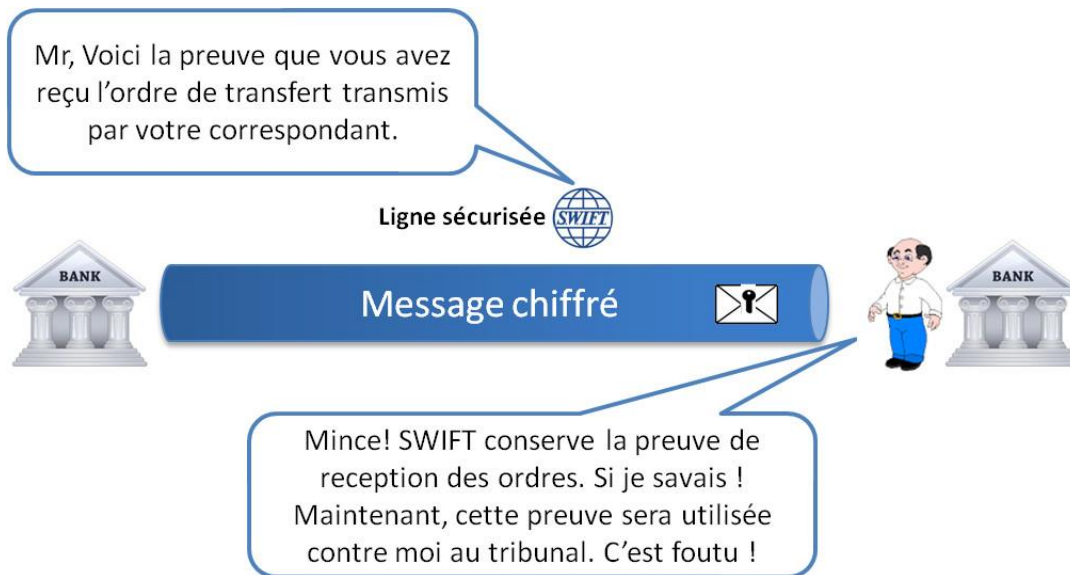 Mr, Voici la preuve que vous avez
reçu l’ordre de transfert transmis
par votre correspondant.
Ligne sécurisée
SWIFT
BANK
Message chiffré
BANK
Mince! SWIFT conserve la preuve de
reception des ordres. Si je savais !
Maintenant, cette preuve sera utilisée
contre moi au tribunal. C’est foutu !